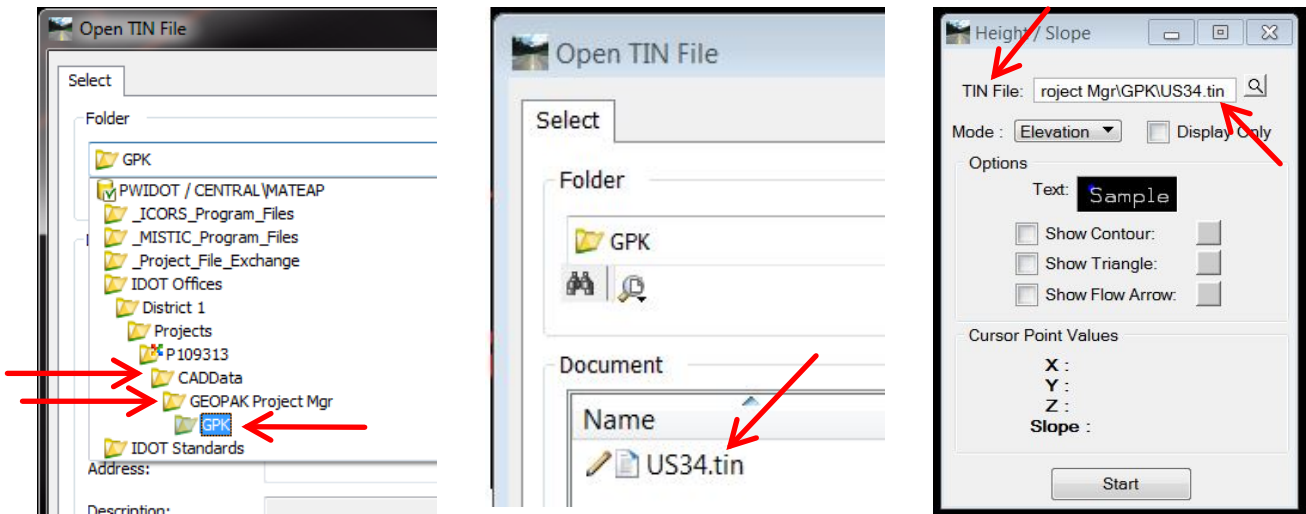 Open TIN File
Select
Folder
GPK
PWIDOT / CENTRAL\MATEAP
_ICORS_Program_Files
_MISTIC_Program_Files
_Project_File_Exchange
IDOT Offices
District 1
Projects
P109313
CADData
GEOPAK Project Mgr
GPK
IDOT Standards
Address:
Description:
Open TIN File
Select
Folder
GPK
Document
Name
US34.tin
Height / Slope
TIN File: roject Mgr\GPK\US34.tin
Mode : Elevation Display Only
Options
Text: Sample
Show Contour:
Show Triangle:
Show Flow Arrow:
Cursor Point Values
X :
Y :
Z :
Slope :
Start